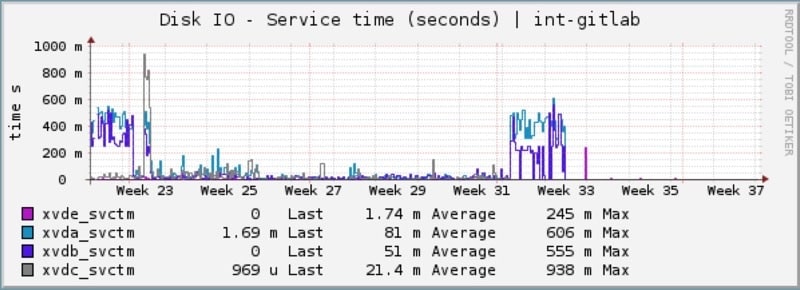 Disk IO - Service time (seconds) | int-gitlab
RRDTOOL / TOBI OETIKER
time s
1000 m
800 m
600 m
400 m
200 m
0
Week 23 Week 25 Week 27 Week 29 Week 31 Week 33 Week 35 Week 37
xvde_svctm 0 Last 1.74 m Average 245 m Max
xvda_svctm 1.69 m Last 81 m Average 606 m Max
xvdb_svctm 0 Last 51 m Average 555 m Max
xvdc_svctm 969 u Last 21.4 m Average 938 m Max